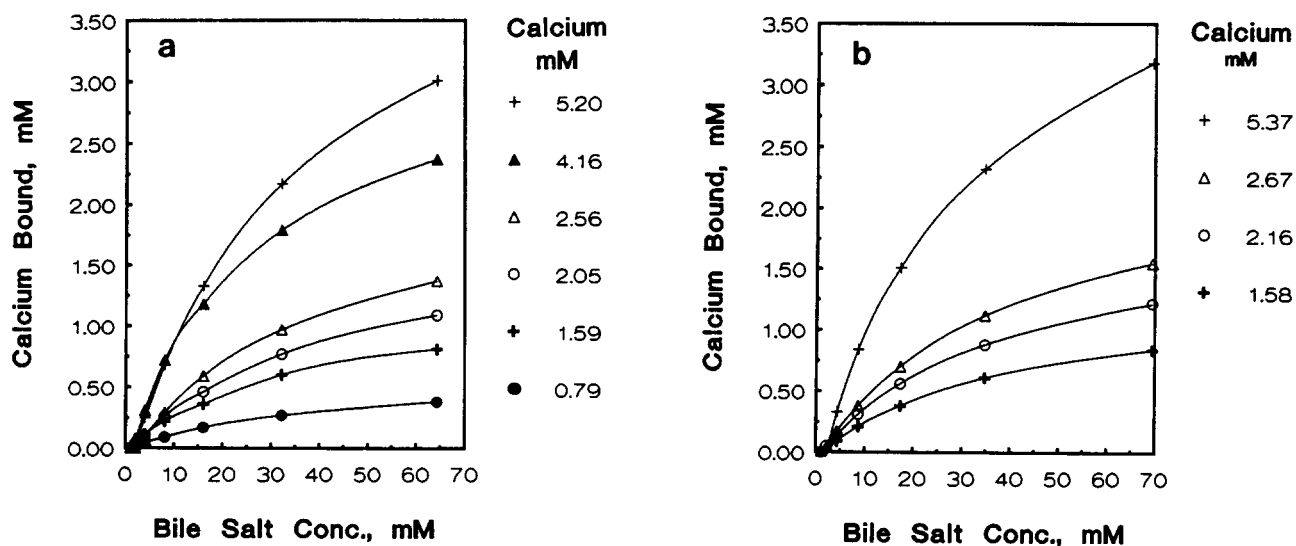 a
3.50
3.00
2.50
2.00
1.50
1.00
0.50
0.00
0 10 20 30 40 50 60 70
Calcium Bound, mM
Bile Salt Conc., mM
Calcium
mM
5.20
4.16
2.56
2.05
1.59
0.79
b
3.50
3.00
2.50
2.00
1.50
1.00
0.50
0.00
0 10 20 30 40 50 60 70
Calcium Bound, mM
Bile Salt Conc., mM
Calcium
mM
5.37
2.67
2.16
1.58